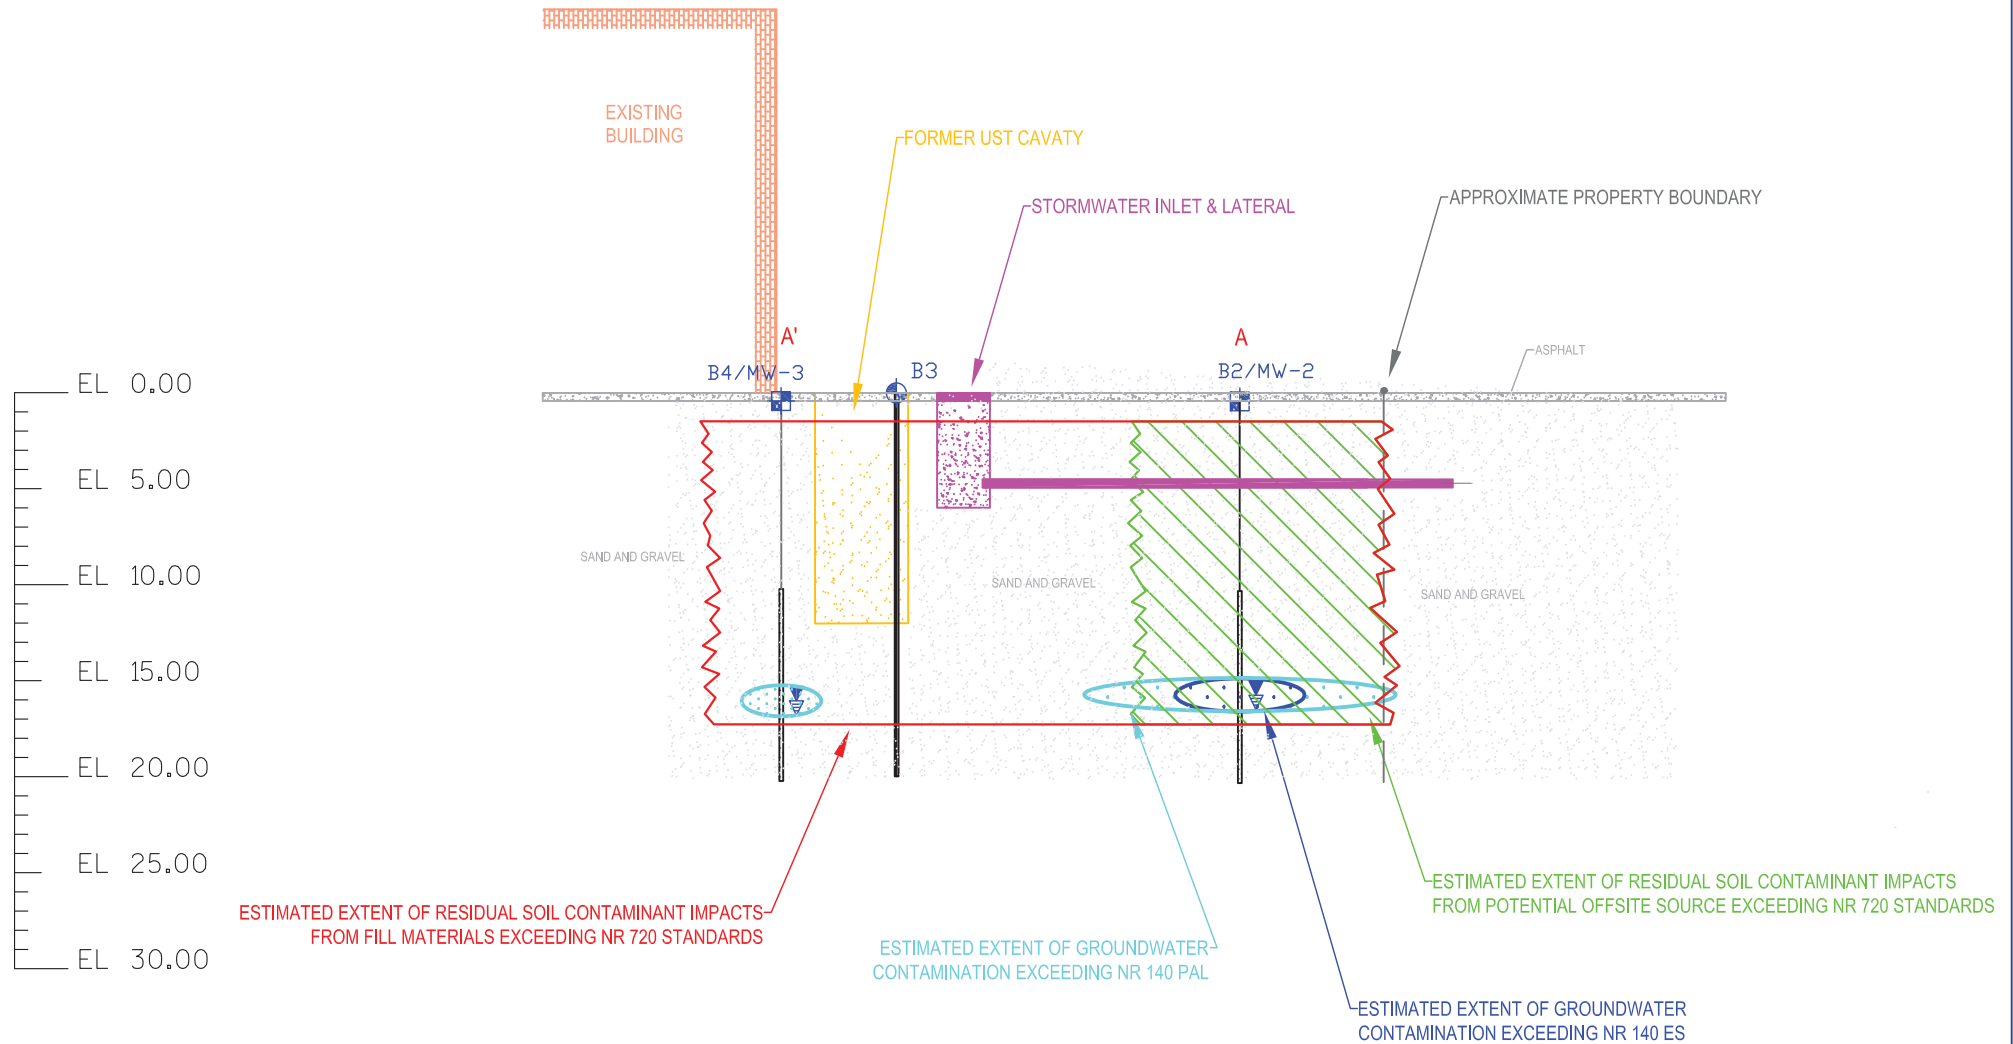 EXISTING
BUILDING
FORMER UST CAVATY
STORMWATER INLET & LATERAL
APPROXIMATE PROPERTY BOUNDARY
A'
A
ASPHALT
B4/MW-3
B3
B2/MW-2
EL 0.00
EL 5.00
SAND AND GRAVEL
SAND AND GRAVEL
SAND AND GRAVEL
EL 10.00
EL 15.00
EL 20.00
EL 25.00
EL 30.00
ESTIMATED EXTENT OF RESIDUAL SOIL CONTAMINANT IMPACTS
FROM FILL MATERIALS EXCEEDING NR 720 STANDARDS
ESTIMATED EXTENT OF GROUNDWATER
CONTAMINATION EXCEEDING NR 140 PAL
ESTIMATED EXTENT OF RESIDUAL SOIL CONTAMINANT IMPACTS
FROM POTENTIAL OFFSITE SOURCE EXCEEDING NR 720 STANDARDS
ESTIMATED EXTENT OF GROUNDWATER
CONTAMINATION EXCEEDING NR 140 ES